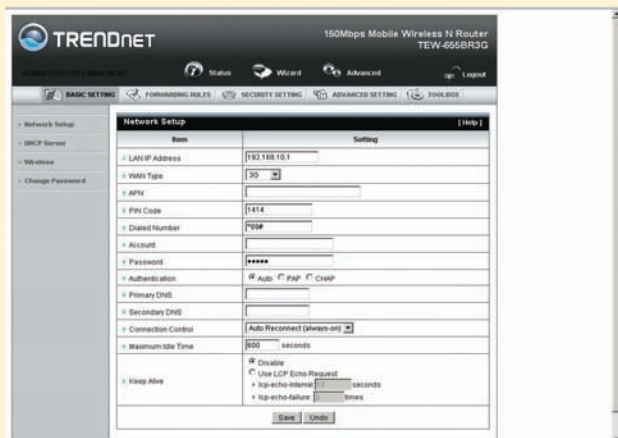 TRENDNET
150Mbps Mobile Wireless N Router
TEW-655BR3G
Status Wizard Advanced Logout
BASIC SETTING FORWARDING RULES SECURITY SETTING ADVANCED SETTING TOOLBOX
Network Setup
DHCP Server
Wireless
Change Password
Network Setup [Help]
Item Setting
LAN IP Address 192.168.10.1
WAN Type 3G
APN
PIN Code 1414
Dialed Number *99#
Account
Password •••••
Authentication Auto PAP CHAP
Primary DNS
Secondary DNS
Connection Control Auto Reconnect (always-on)
Maximum Idle Time 600 seconds
Keep Alive
Disable
Use LCP Echo Request
lcp-echo-interval: seconds
lcp-echo-failure: times
Save Undo